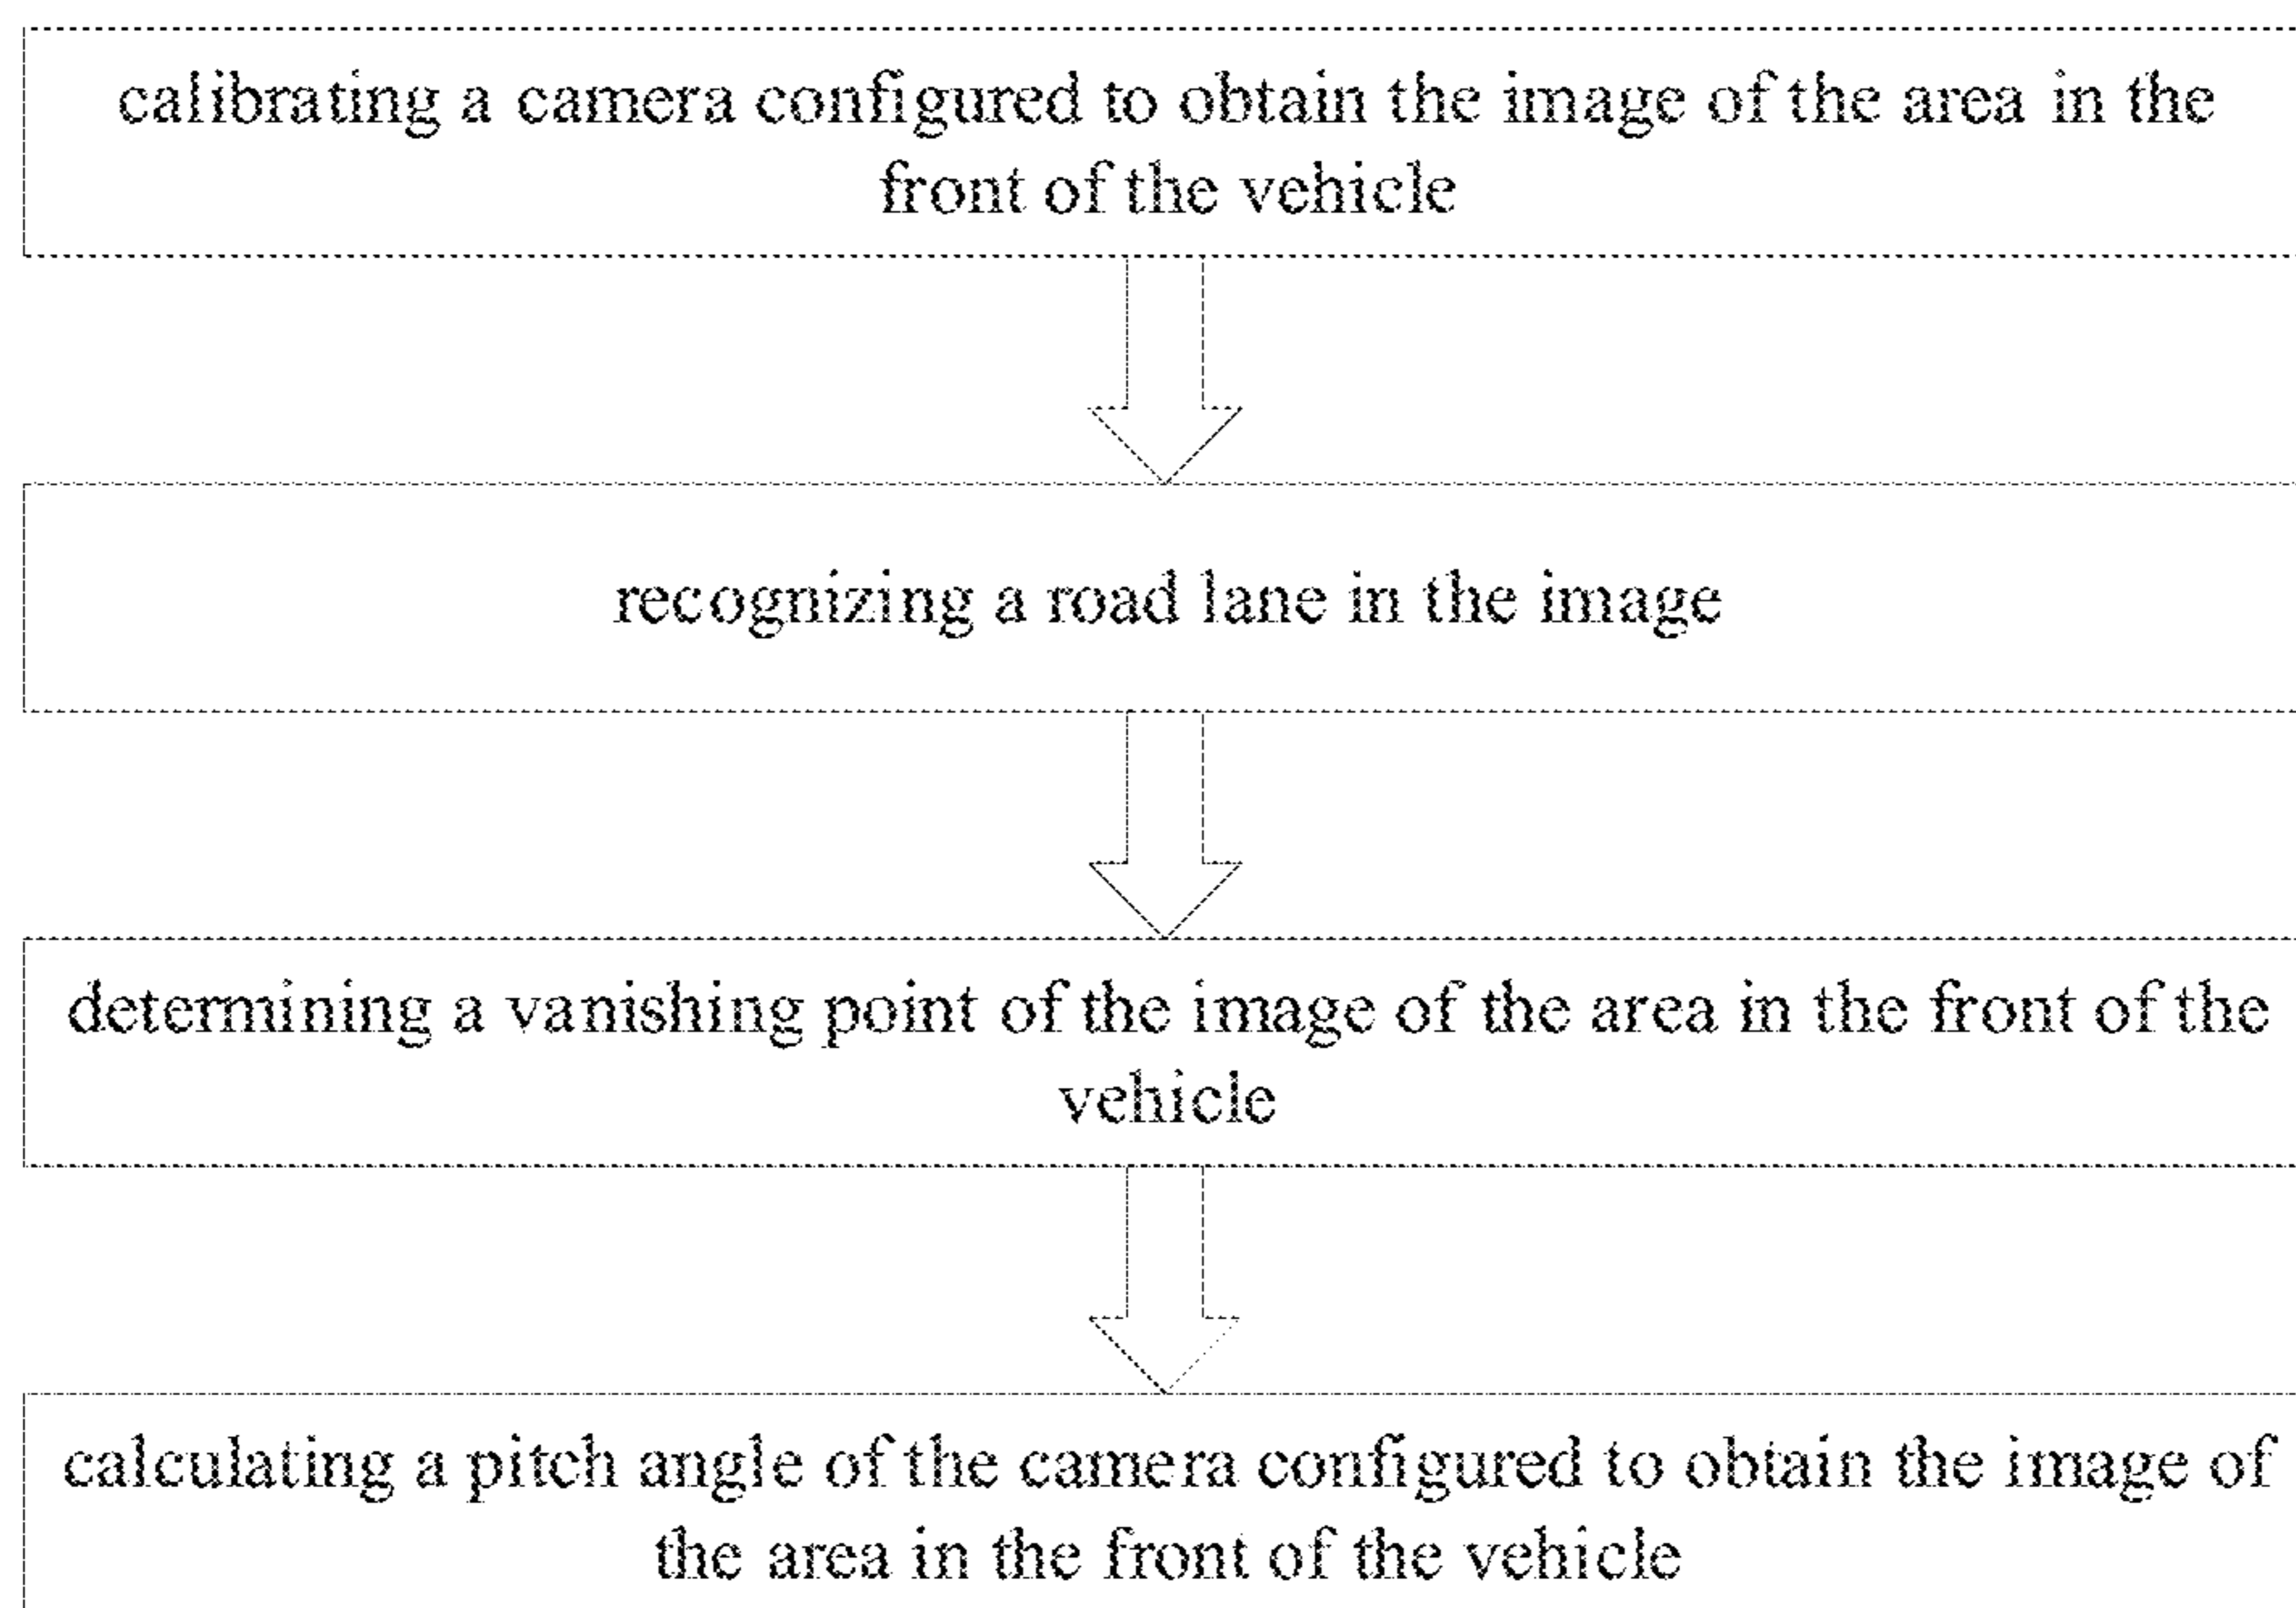 calibrating a camera configured to obtain the image of the area in the
front of the vehicle
recognizing a road lane in the image
determining a vanishing point of the image of the area in the front of the
vehicle
calculating a pitch angle of the camera configured to obtain the image of
the area in the front of the vehicle